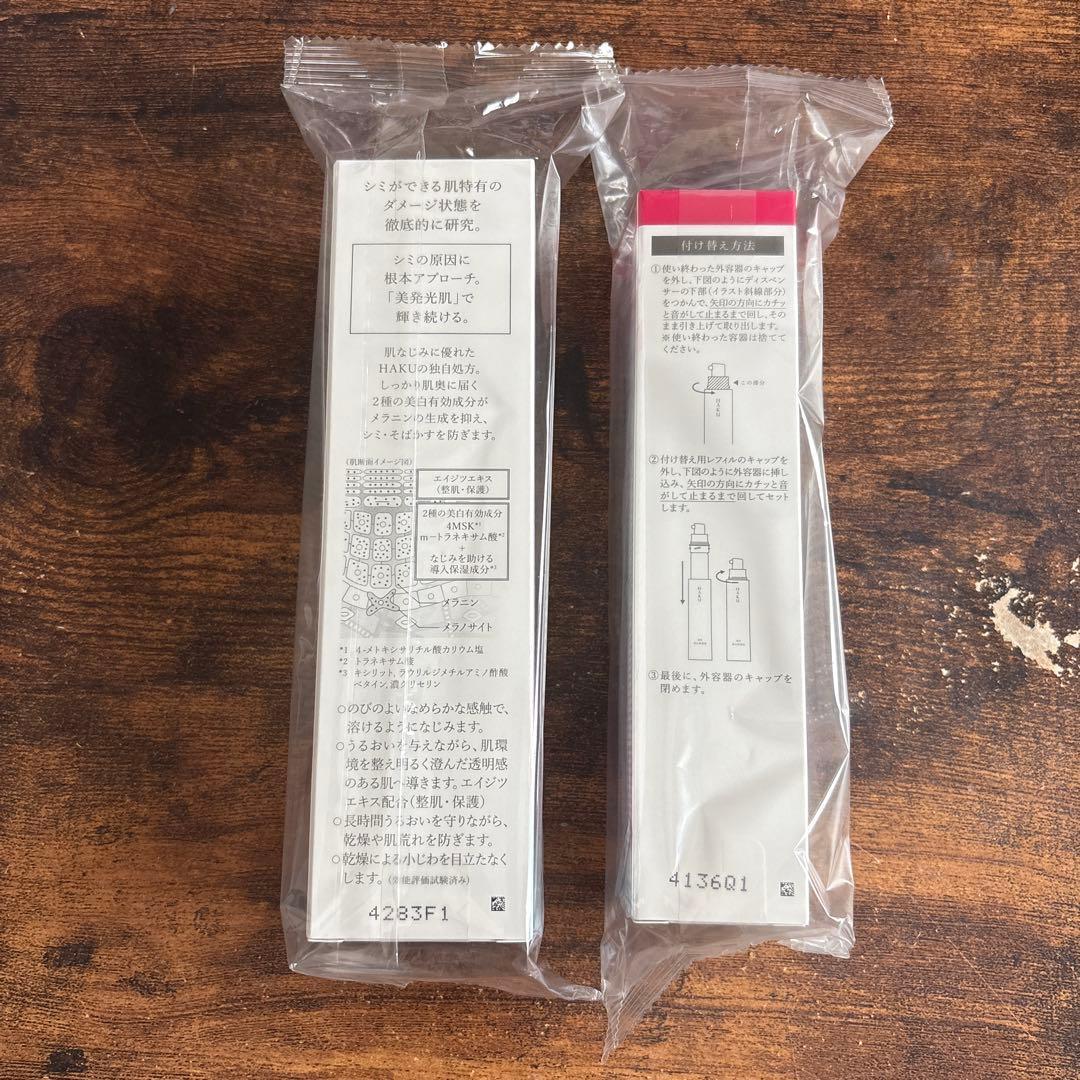 シミができる肌特有の
ダメージ状態を
徹底的に研究。
シミの原因に
根本アプローチ。
「美発光肌」で
輝き続ける。
肌なじみに優れた
HAKUの独自処方。
しっかり肌奥に届く
2種の美白有効成分が
メラニンの生成を抑え、
シミ・そばかすを防ぎます。
(肌断面イメージ図)
エイジツエキス
(整肌・保護)
2種の美白有効成分
4MSK*1
m-トラネキサム酸*2
+
なじみを助ける
導入保湿成分*3
メラニン
メラノサイト
*1 4-メトキシサリチル酸カリウム塩
*2 トラネキサム酸
*3 キシリット、ラウリルジメチルアミノ酢酸
ベタイン、濃グリセリン
○のびのよいなめらかな感触で、
溶けるようになじみます。
○うるおいを与えながら、肌環
境を整え明るく澄んだ透明感
のある肌へ導きます。エイジツ
エキス配合(整肌・保護)
○長時間うるおいを守りながら、
乾燥や肌荒れを防ぎます。
○乾燥による小じわを目立たなく
します。(効能評価試験済み)
4283F1
付け替え方法
①使い終わった外容器のキャップ
を外し、下図のようにディスペン
サーの下部(イラスト斜線部分)
をつかんで、矢印の方向にカチッ
と音がして止まるまで回し、その
まま引き上げて取り出します。
※使い終わった容器は捨てて
ください。
◀この部分
HAKU
②付け替え用レフィルのキャップを
外し、下図のように外容器に挿し
込み、矢印の方向にカチッと音
がして止まるまで回してセット
します。
HAKU
HAKU
③最後に、外容器のキャップを
閉めます。
4136Q1